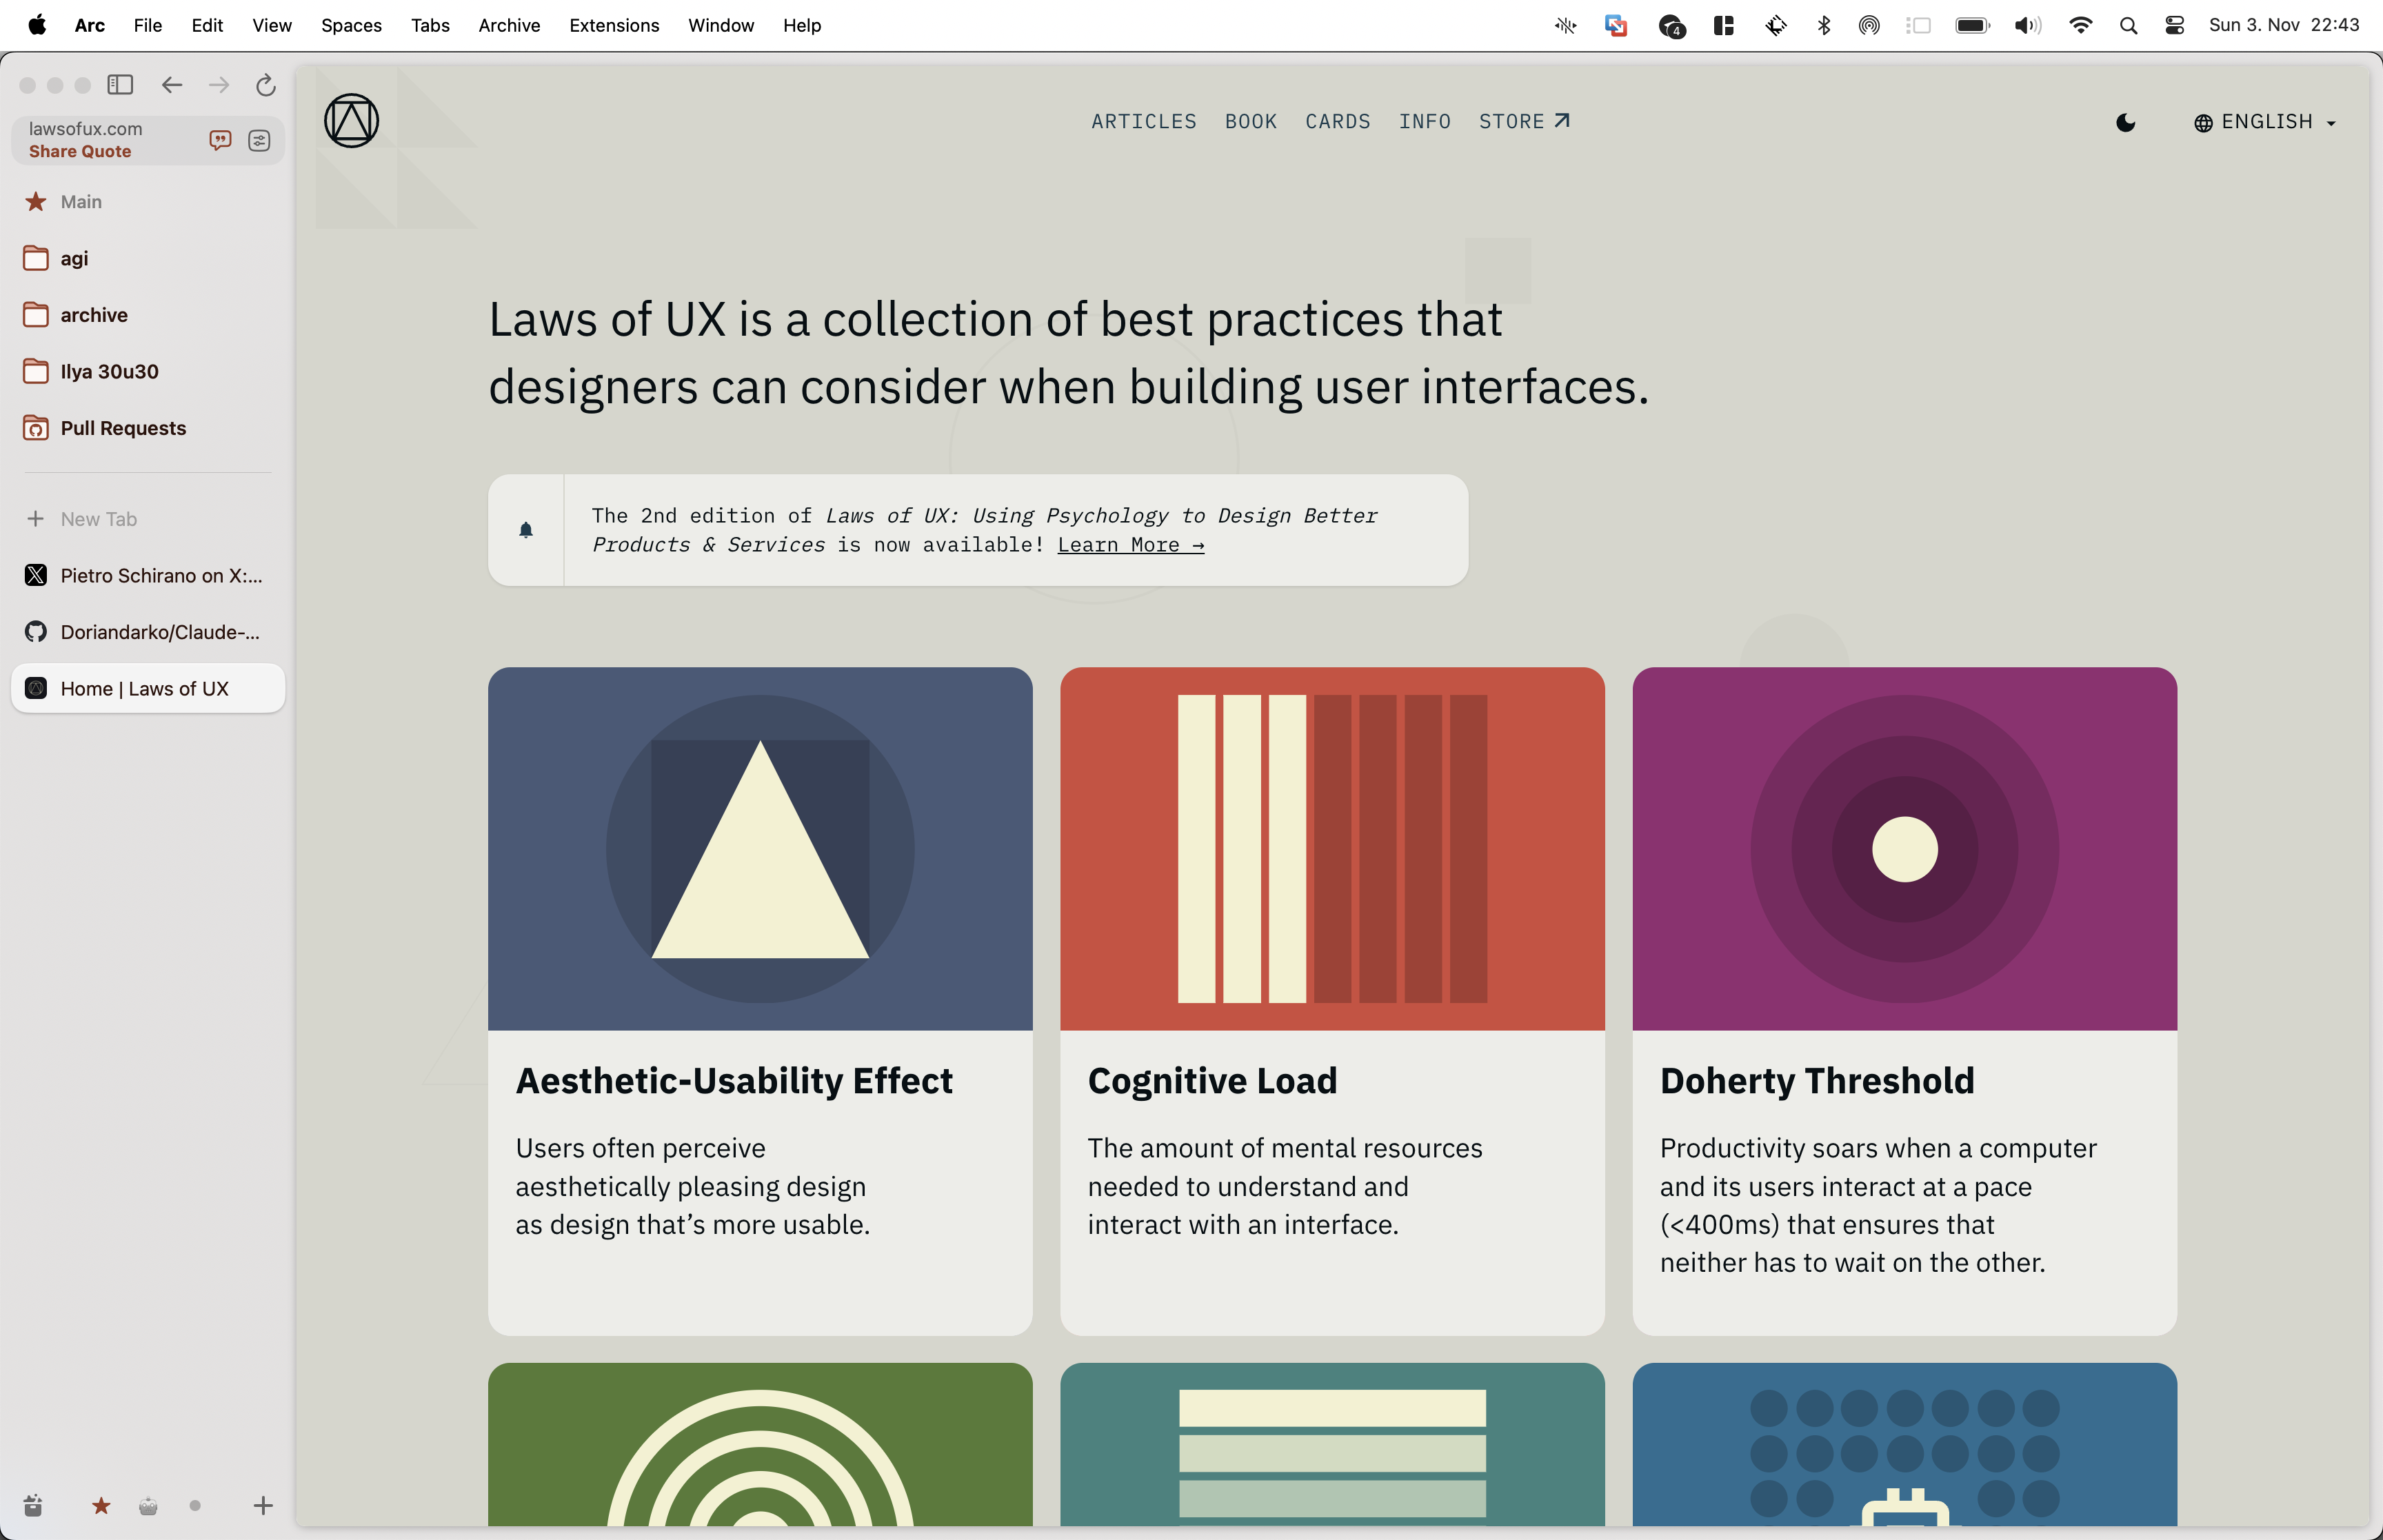 Arc File Edit View Spaces Tabs Archive Extensions Window Help
4
Sun 3. Nov 22:43
lawsofux.com
Share Quote
Main
agi
archive
Ilya 30u30
Pull Requests
New Tab
Pietro Schirano on X:...
Doriandarko/Claude-...
Home | Laws of UX
ARTICLES BOOK CARDS INFO STORE
ENGLISH
Laws of UX is a collection of best practices that
designers can consider when building user interfaces.
The 2nd edition of Laws of UX: Using Psychology to Design Better
Products & Services is now available! Learn More →
Aesthetic-Usability Effect
Users often perceive
aesthetically pleasing design
as design that’s more usable.
Cognitive Load
The amount of mental resources
needed to understand and
interact with an interface.
Doherty Threshold
Productivity soars when a computer
and its users interact at a pace
(<400ms) that ensures that
neither has to wait on the other.